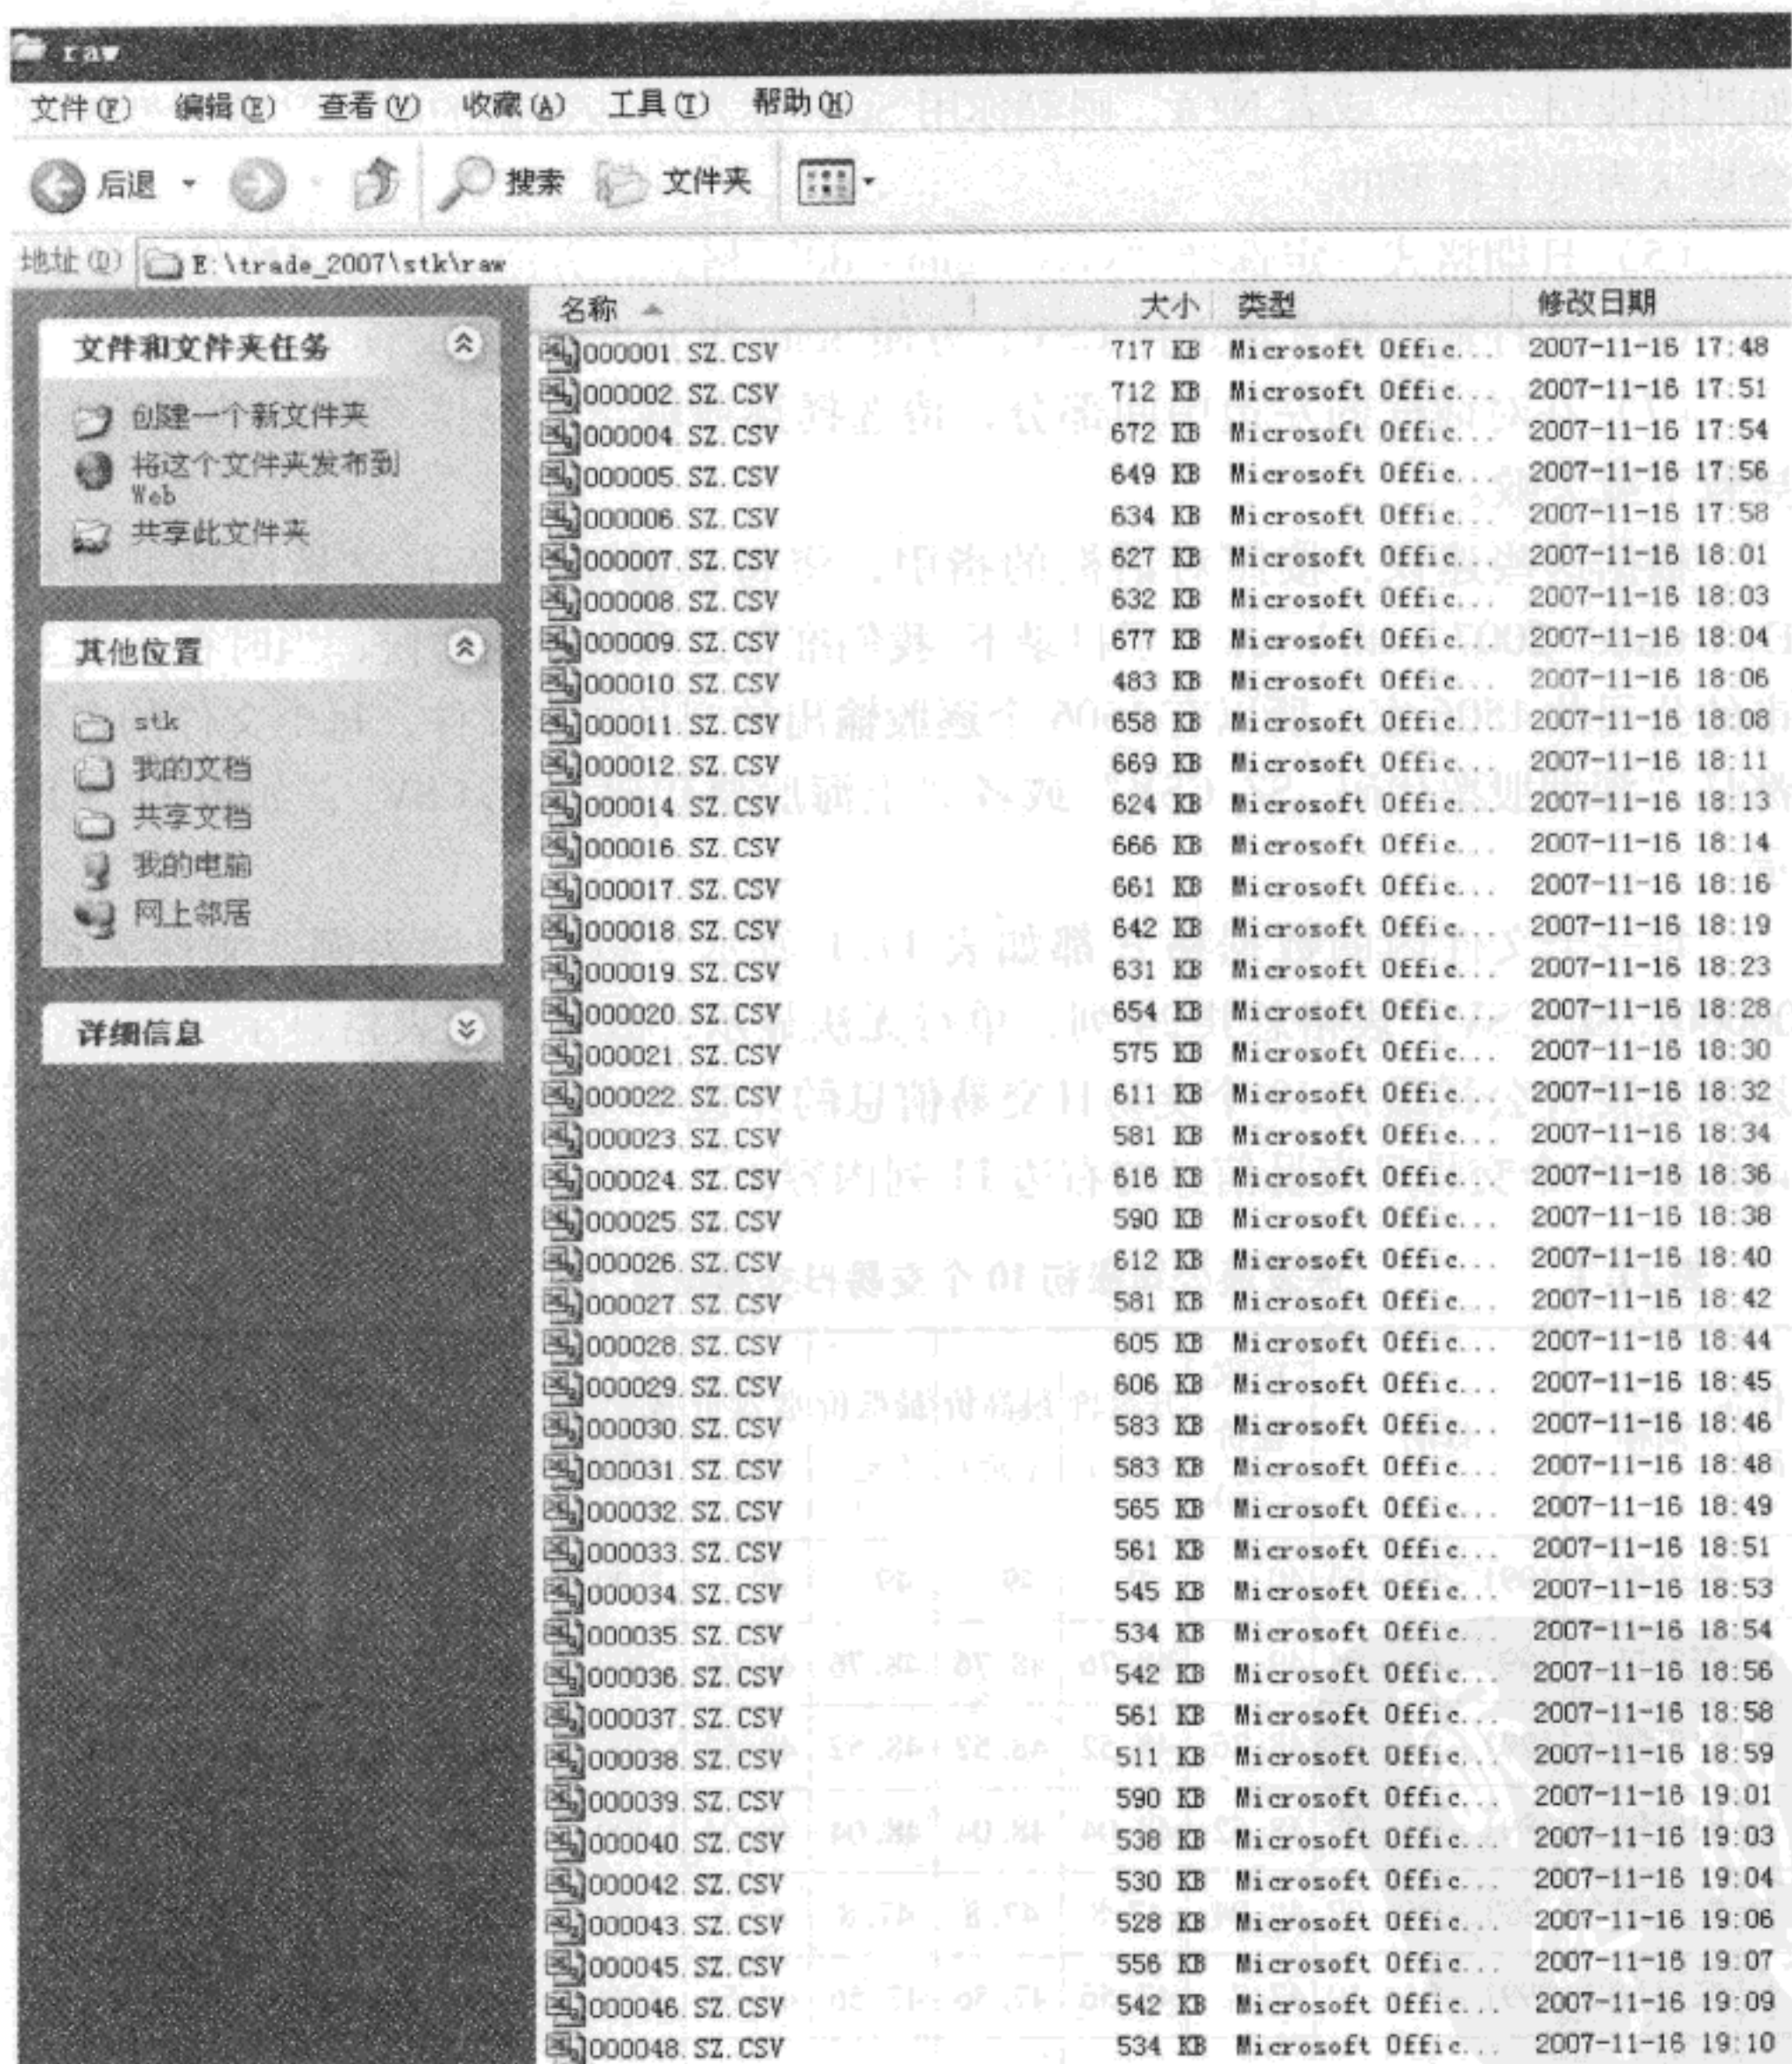 raw
文件(F) 编辑(E) 查看(V) 收藏(A) 工具(T) 帮助(H)
后退 搜索 文件夹
地址(D) E:\trade_2007\stk\raw
文件和文件夹任务
创建一个新文件夹
将这个文件夹发布到
Web
共享此文件夹
其他位置
stk
我的文档
共享文档
我的电脑
网上邻居
详细信息
名称 大小 类型 修改日期
000001.SZ.CSV 717 KB Microsoft Offic... 2007-11-16 17:48
000002.SZ.CSV 712 KB Microsoft Offic... 2007-11-16 17:51
000004.SZ.CSV 672 KB Microsoft Offic... 2007-11-16 17:54
000005.SZ.CSV 649 KB Microsoft Offic... 2007-11-16 17:56
000006.SZ.CSV 634 KB Microsoft Offic... 2007-11-16 17:58
000007.SZ.CSV 627 KB Microsoft Offic... 2007-11-16 18:01
000008.SZ.CSV 632 KB Microsoft Offic... 2007-11-16 18:03
000009.SZ.CSV 677 KB Microsoft Offic... 2007-11-16 18:04
000010.SZ.CSV 483 KB Microsoft Offic... 2007-11-16 18:06
000011.SZ.CSV 658 KB Microsoft Offic... 2007-11-16 18:08
000012.SZ.CSV 669 KB Microsoft Offic... 2007-11-16 18:11
000014.SZ.CSV 624 KB Microsoft Offic... 2007-11-16 18:13
000016.SZ.CSV 666 KB Microsoft Offic... 2007-11-16 18:14
000017.SZ.CSV 661 KB Microsoft Offic... 2007-11-16 18:16
000018.SZ.CSV 642 KB Microsoft Offic... 2007-11-16 18:19
000019.SZ.CSV 631 KB Microsoft Offic... 2007-11-16 18:23
000020.SZ.CSV 654 KB Microsoft Offic... 2007-11-16 18:28
000021.SZ.CSV 575 KB Microsoft Offic... 2007-11-16 18:30
000022.SZ.CSV 611 KB Microsoft Offic... 2007-11-16 18:32
000023.SZ.CSV 581 KB Microsoft Offic... 2007-11-16 18:34
000024.SZ.CSV 616 KB Microsoft Offic... 2007-11-16 18:36
000025.SZ.CSV 590 KB Microsoft Offic... 2007-11-16 18:38
000026.SZ.CSV 612 KB Microsoft Offic... 2007-11-16 18:40
000027.SZ.CSV 581 KB Microsoft Offic... 2007-11-16 18:42
000028.SZ.CSV 605 KB Microsoft Offic... 2007-11-16 18:44
000029.SZ.CSV 606 KB Microsoft Offic... 2007-11-16 18:45
000030.SZ.CSV 583 KB Microsoft Offic... 2007-11-16 18:46
000031.SZ.CSV 583 KB Microsoft Offic... 2007-11-16 18:48
000032.SZ.CSV 565 KB Microsoft Offic... 2007-11-16 18:49
000033.SZ.CSV 561 KB Microsoft Offic... 2007-11-16 18:51
000034.SZ.CSV 545 KB Microsoft Offic... 2007-11-16 18:53
000035.SZ.CSV 534 KB Microsoft Offic... 2007-11-16 18:54
000036.SZ.CSV 542 KB Microsoft Offic... 2007-11-16 18:56
000037.SZ.CSV 561 KB Microsoft Offic... 2007-11-16 18:58
000038.SZ.CSV 511 KB Microsoft Offic... 2007-11-16 18:59
000039.SZ.CSV 590 KB Microsoft Offic... 2007-11-16 19:01
000040.SZ.CSV 538 KB Microsoft Offic... 2007-11-16 19:03
000042.SZ.CSV 530 KB Microsoft Offic... 2007-11-16 19:04
000043.SZ.CSV 528 KB Microsoft Offic... 2007-11-16 19:06
000045.SZ.CSV 556 KB Microsoft Offic... 2007-11-16 19:07
000046.SZ.CSV 542 KB Microsoft Offic... 2007-11-16 19:09
000048.SZ.CSV 534 KB Microsoft Offic... 2007-11-16 19:10